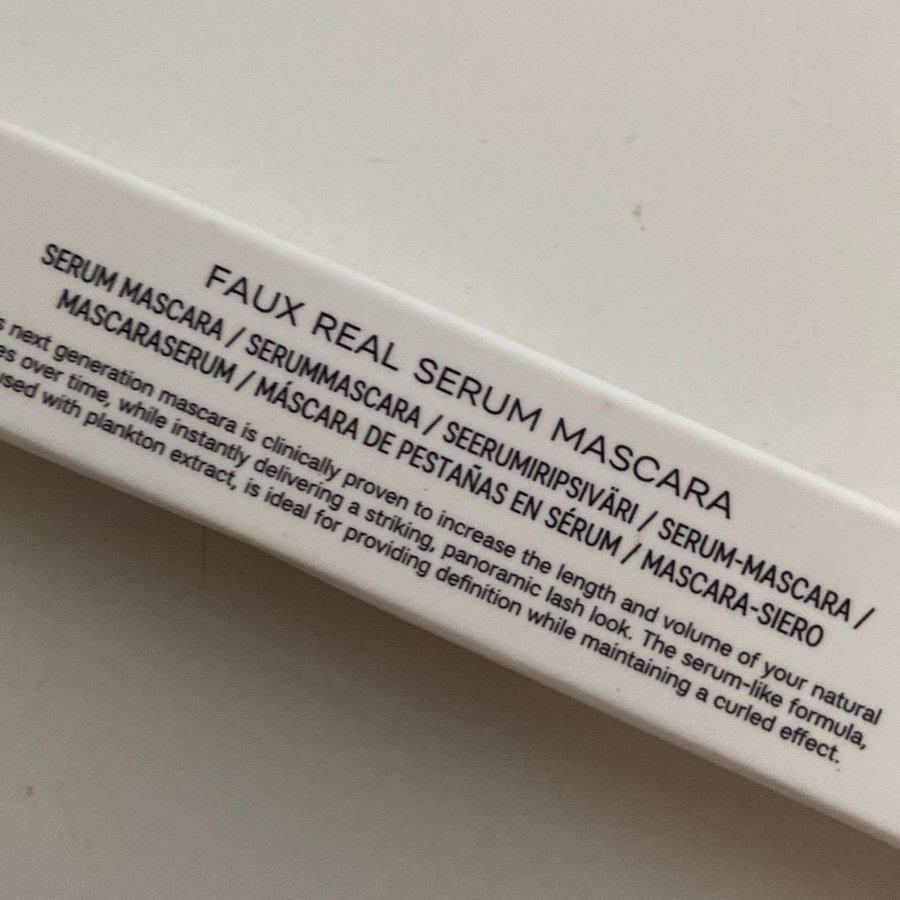 FAUX REAL SERUM MASCARA
SERUM MASCARA / SERUMMASCARA / SEERUMIRIPSIVÄRI / SERUM-MASCARA /
MASCARASERUM / MÁSCARA DE PESTAÑAS EN SÉRUM / MASCARA-SIERO
next generation mascara is clinically proven to increase the length and volume of your natural
over time, while instantly delivering a striking, panoramic lash look. The serum-like formula,
with plankton extract, is ideal for providing definition while maintaining a curled effect.